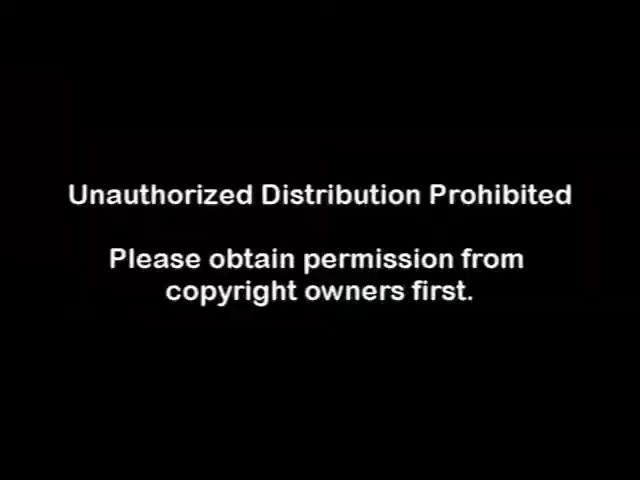 Unauthorized Distribution Prohibited
Please obtain permission from
copyright owners first.